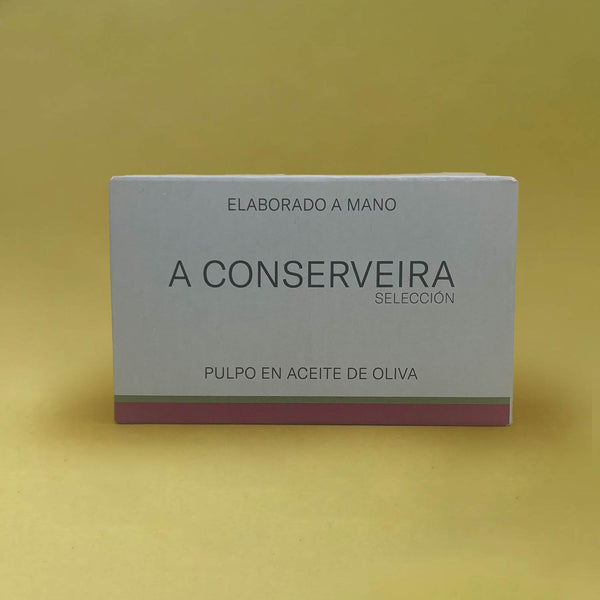 ELABORADO A MANO
A CONSERVEIRA
SELECCIÓN
PULPO EN ACEITE DE OLIVA